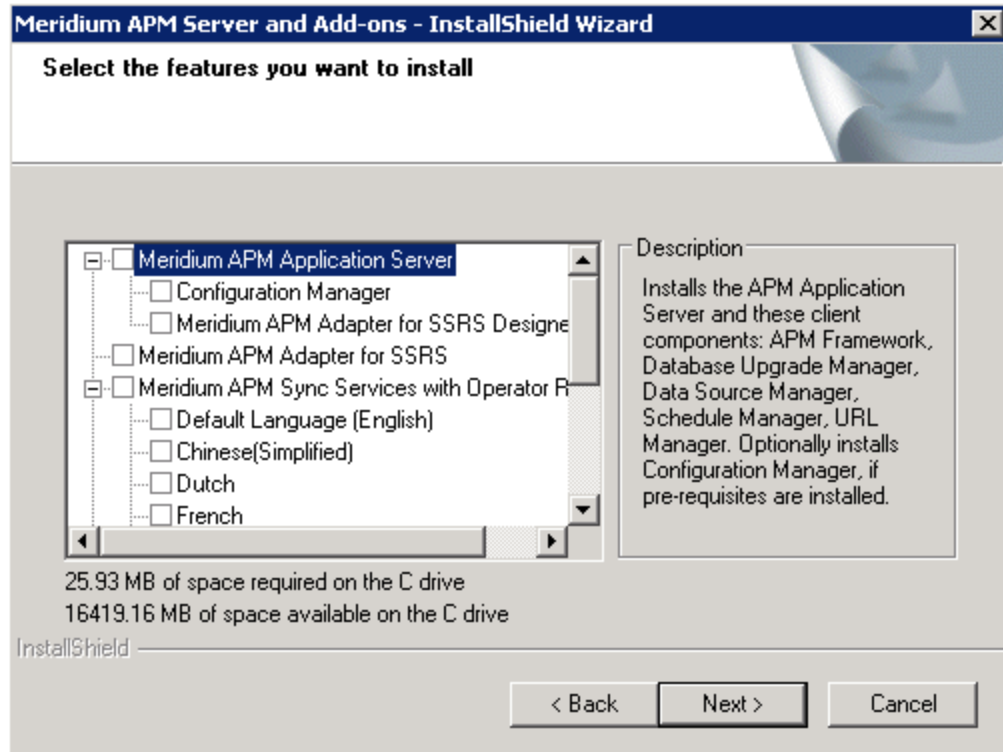 Meridium APM Server and Add-ons - InstallShield Wizard
Select the features you want to install
Meridium APM Application Server
Configuration Manager
Meridium APM Adapter for SSRS Designe
Meridium APM Adapter for SSRS
Meridium APM Sync Services with Operator R
Default Language (English)
Chinese(Simplified)
Dutch
French
Description
Installs the APM Application
Server and these client
components: APM Framework,
Database Upgrade Manager,
Data Source Manager,
Schedule Manager, URL
Manager. Optionally installs
Configuration Manager, if
pre-requisites are installed.
25.93 MB of space required on the C drive
16419.16 MB of space available on the C drive
InstallShield
< Back
Next >
Cancel